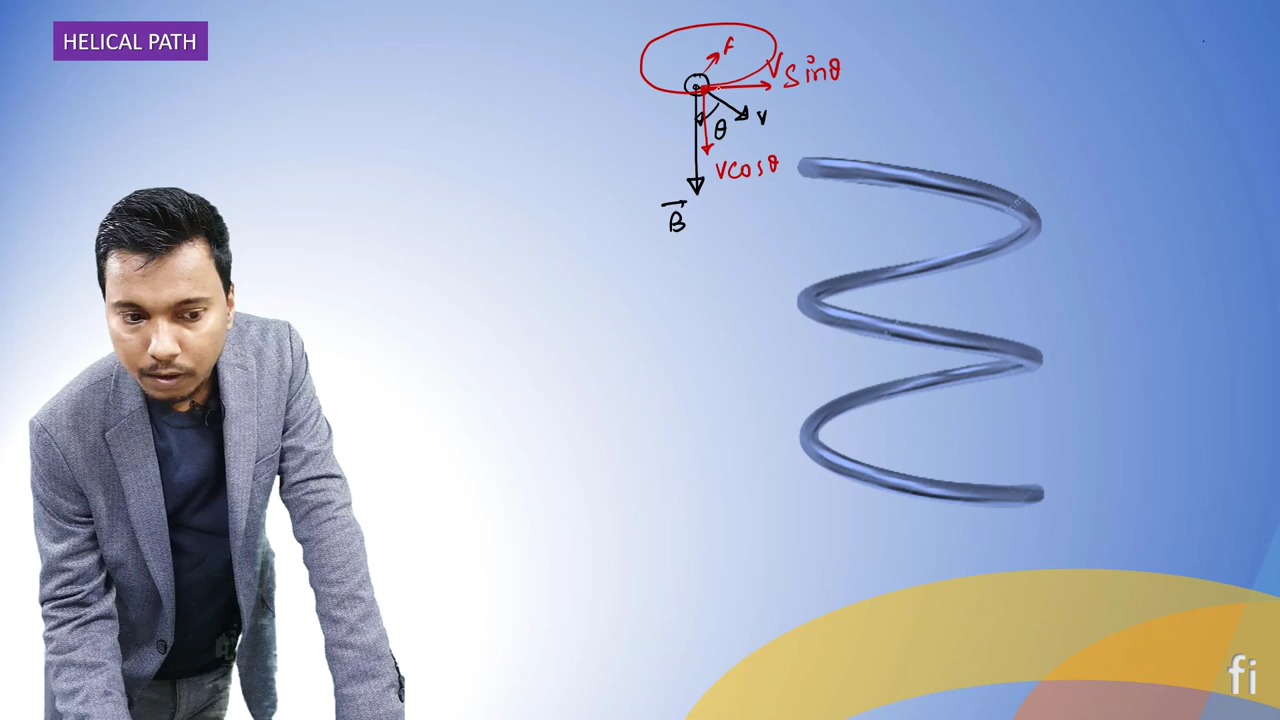 HELICAL PATH
F
V Sinθ
v
θ
vcosθ
B
fi